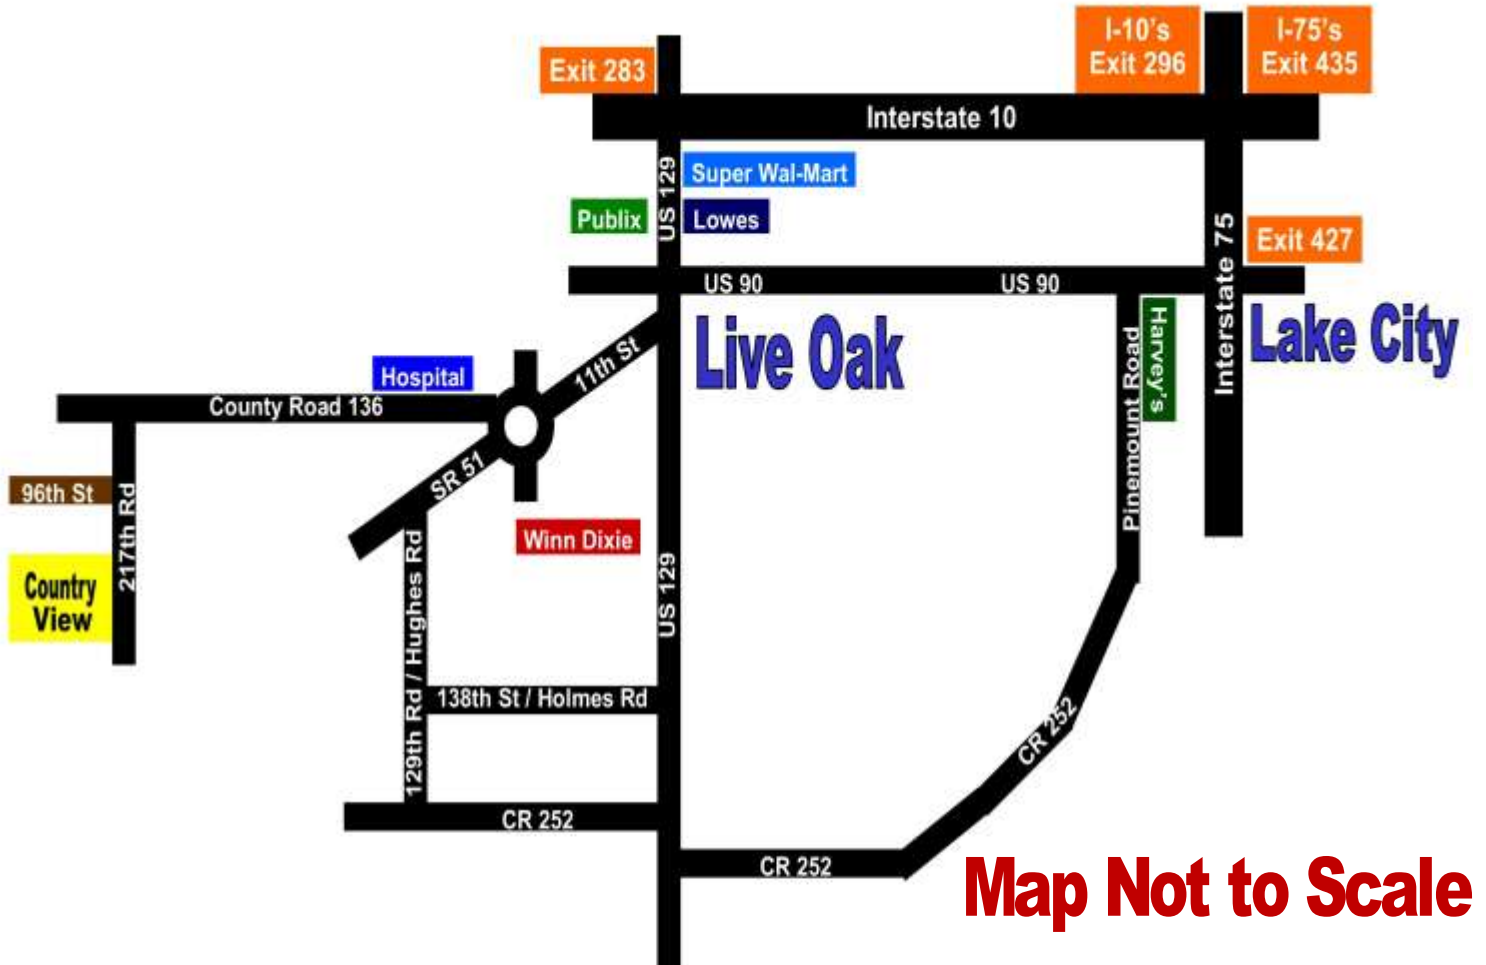 I-10's
Exit 296
I-75's
Exit 435
Exit 283
Interstate 10
US 129
Super Wal-Mart
Publix
Lowes
Interstate 75
Exit 427
US 90
US 90
Live Oak
Lake City
Harvey's
Pinemount Road
11th St
Hospital
County Road 136
SR 51
96th St
217th Rd
Winn Dixie
Country
View
129th Rd / Hughes Rd
US 129
138th St / Holmes Rd
CR 252
CR 252
CR 252
Map Not to Scale